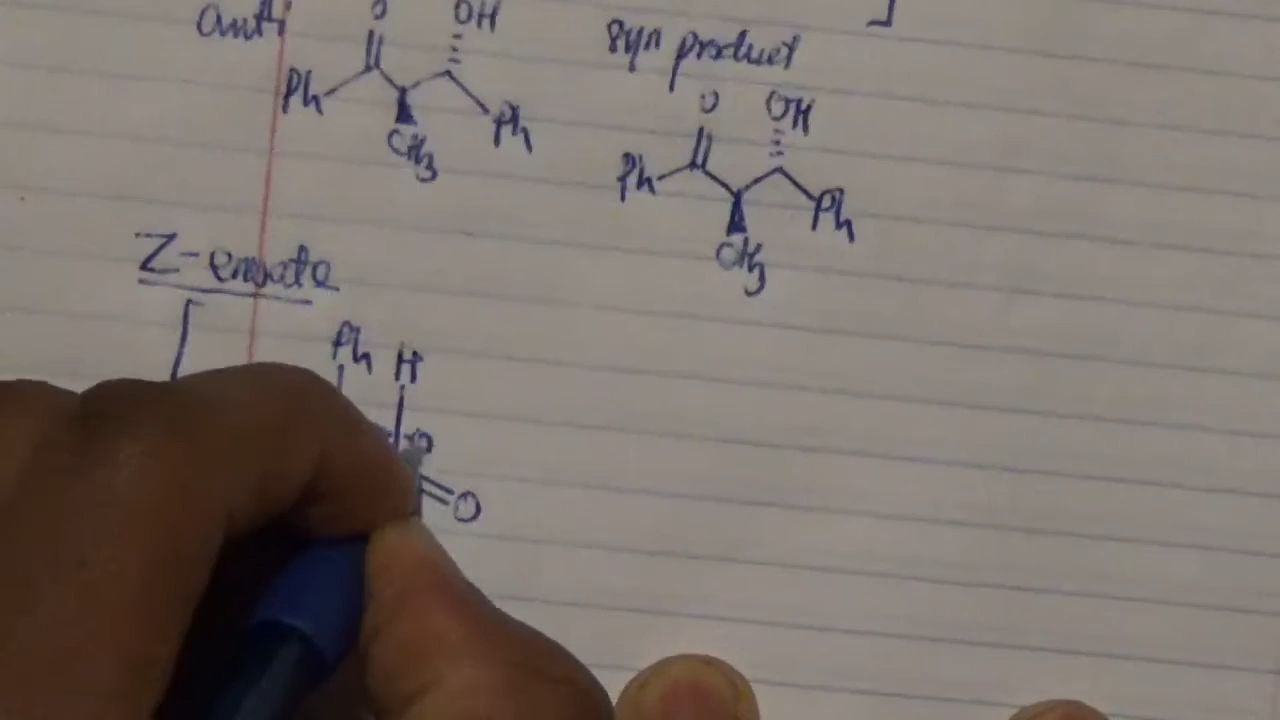 anti
O OH
Ph
CH3
Ph
syn product
O OH
Ph
CH3
Ph
Z-enolate
Ph H
O